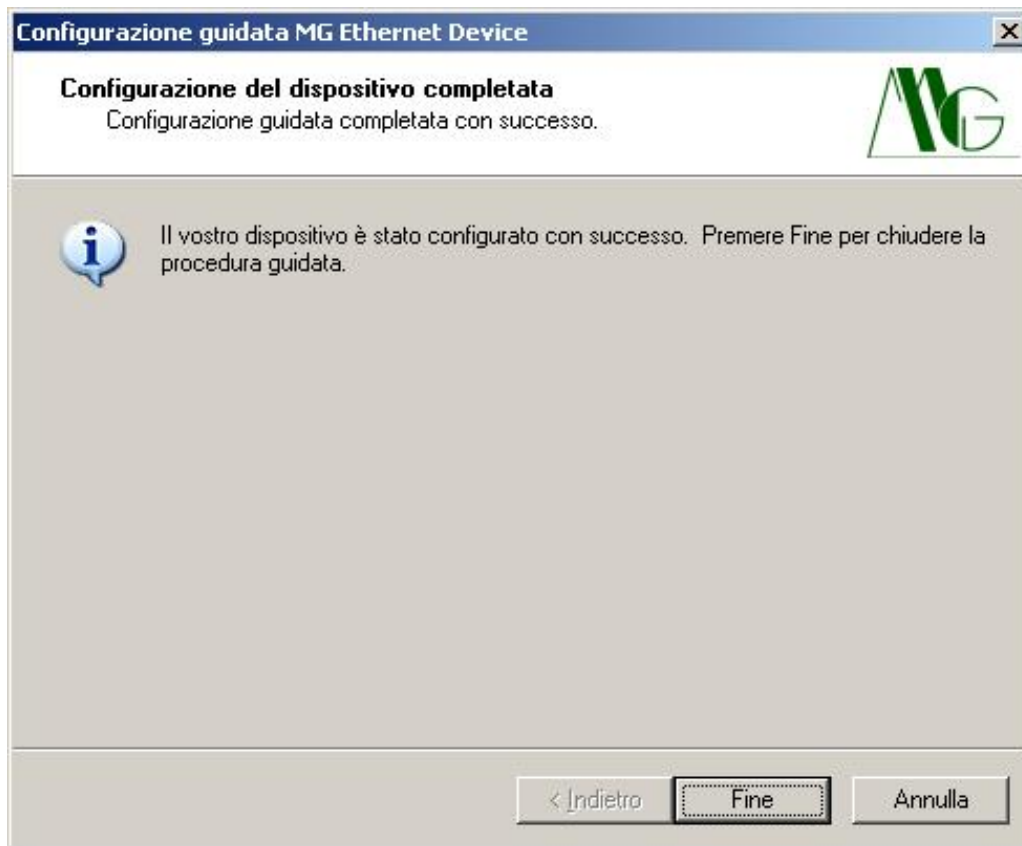 Configurazione guidata MG Ethernet Device
Configurazione del dispositivo completata
Configurazione guidata completata con successo.
MG
Il vostro dispositivo è stato configurato con successo.  Premere Fine per chiudere la
procedura guidata.
< Indietro
Fine
Annulla